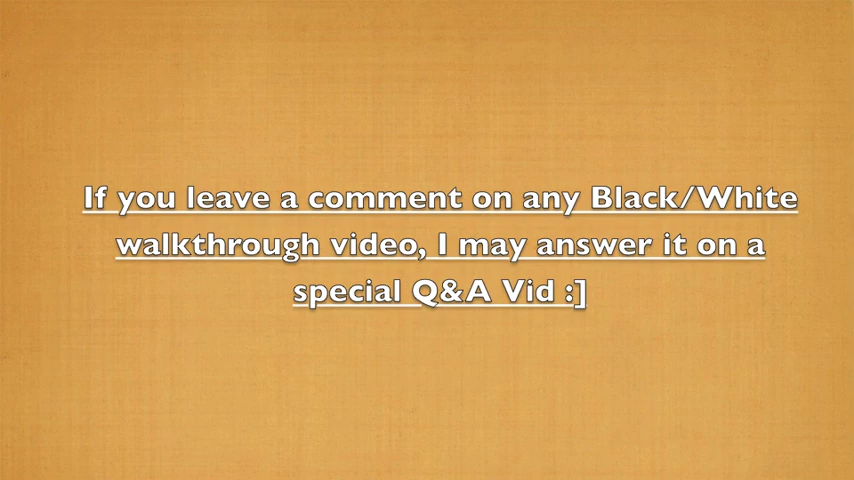 If you leave a comment on any Black/White
walkthrough video, I may answer it on a
special Q&A Vid :]